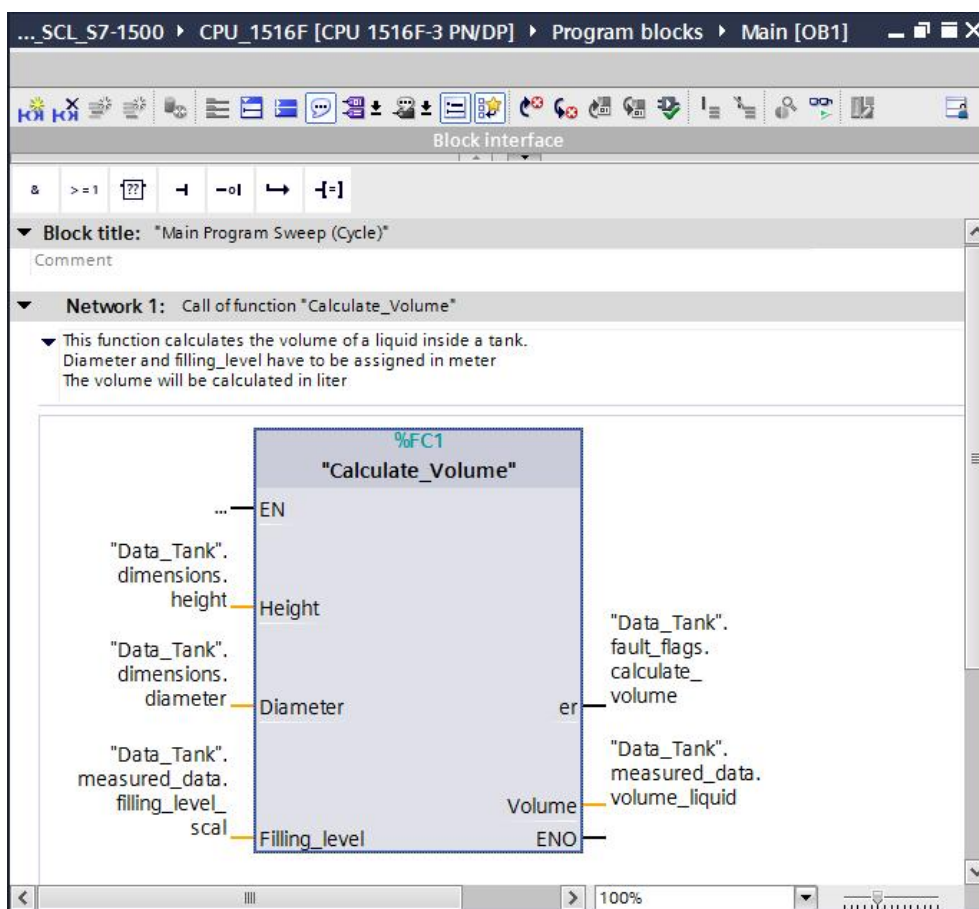 ..._SCL_S7-1500 ▸ CPU_1516F [CPU 1516F-3 PN/DP] ▸ Program blocks ▸ Main [OB1]
Block interface
& >=1 ??
Block title: "Main Program Sweep (Cycle)"
Comment
Network 1: Call of function "Calculate_Volume"
This function calculates the volume of a liquid inside a tank.
Diameter and filling_level have to be assigned in meter
The volume will be calculated in liter
%FC1
"Calculate_Volume"
... EN
"Data_Tank".
dimensions.
height
Height
"Data_Tank".
dimensions.
diameter
Diameter
"Data_Tank".
measured_data.
filling_level_
scal
Filling_level
er
"Data_Tank".
fault_flags.
calculate_
volume
Volume
"Data_Tank".
measured_data.
volume_liquid
ENO
100%